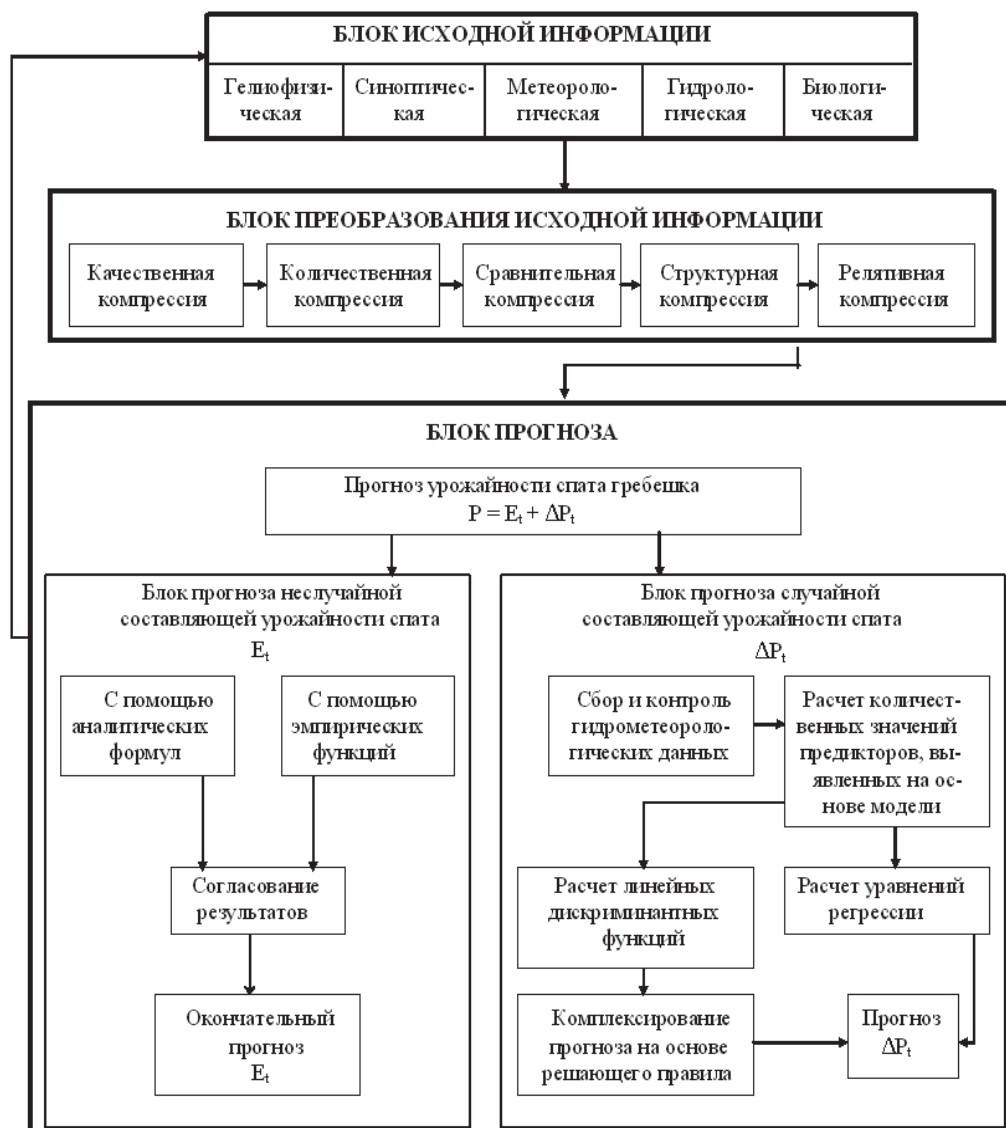 БЛОК ИСХОДНОЙ ИНФОРМАЦИИ
Гелиофизи-
ческая
Синоптичес-
кая
Метеороло-
гическая
Гидроло-
гическая
Биологи-
ческая
БЛОК ПРЕОБРАЗОВАНИЯ ИСХОДНОЙ ИНФОРМАЦИИ
Качественная
компрессия
Количественная
компрессия
Сравнительная
компрессия
Структурная
компрессия
Релятивная
компрессия
БЛОК ПРОГНОЗА
Прогноз урожайности спата гребешка
P = Et + ΔPt
Блок прогноза неслучайной
составляющей урожайности спата
Et
С помощью
аналитических
формул
С помощью
эмпирических
функций
Согласование
результатов
Окончательный
прогноз
Et
Блок прогноза случайной
составляющей урожайности спата
ΔPt
Сбор и контроль
гидрометеороло-
гических данных
Расчет количест-
венных значений
предикторов, вы-
явленных на ос-
нове модели
Расчет линейных
дискриминантных
функций
Расчет уравнений
регрессии
Комплексирование
прогноза на основе
решающего правила
Прогноз
ΔPt